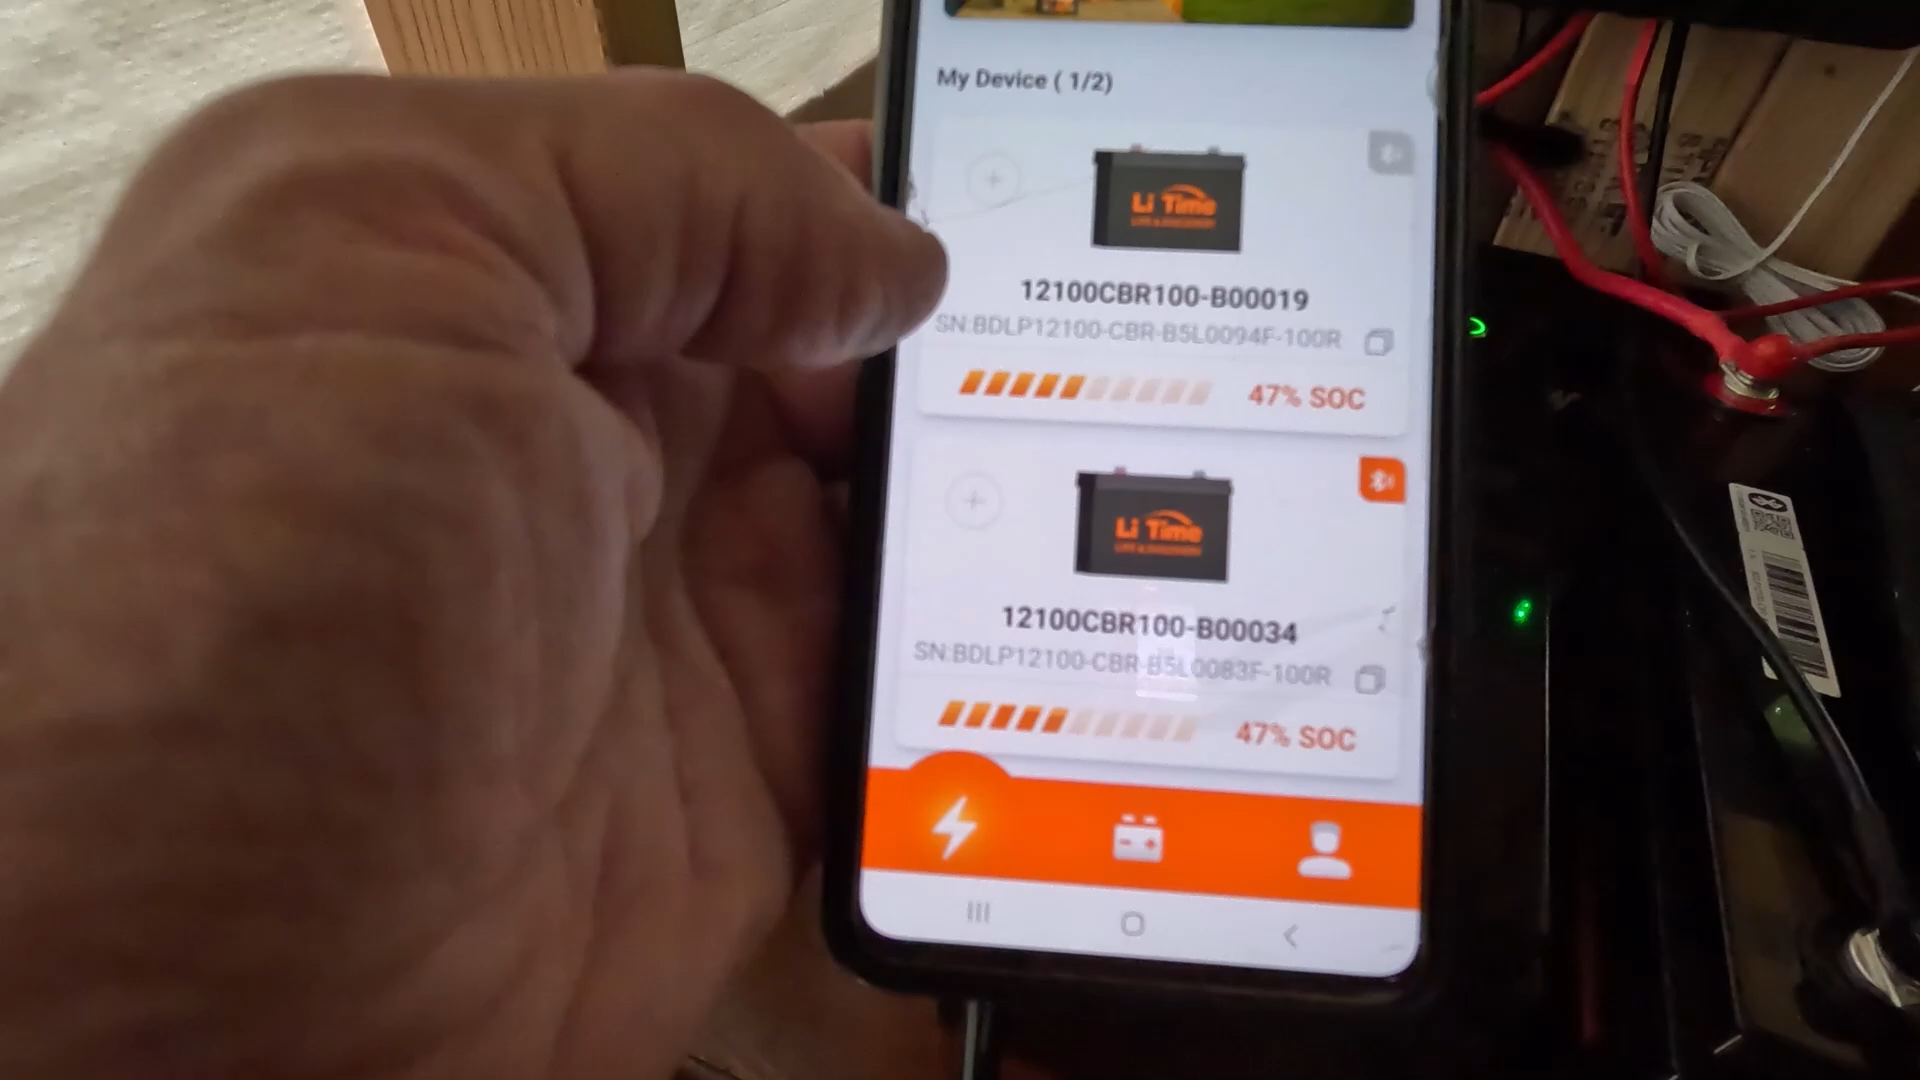 My Device ( 1/2)
Li Time
12100CBR100-B00019
SN:BDLP12100-CBR-B5L0094F-100R
47% SOC
Li Time
12100CBR100-B00034
SN:BDLP12100-CBR-B5L0083F-100R
47% SOC